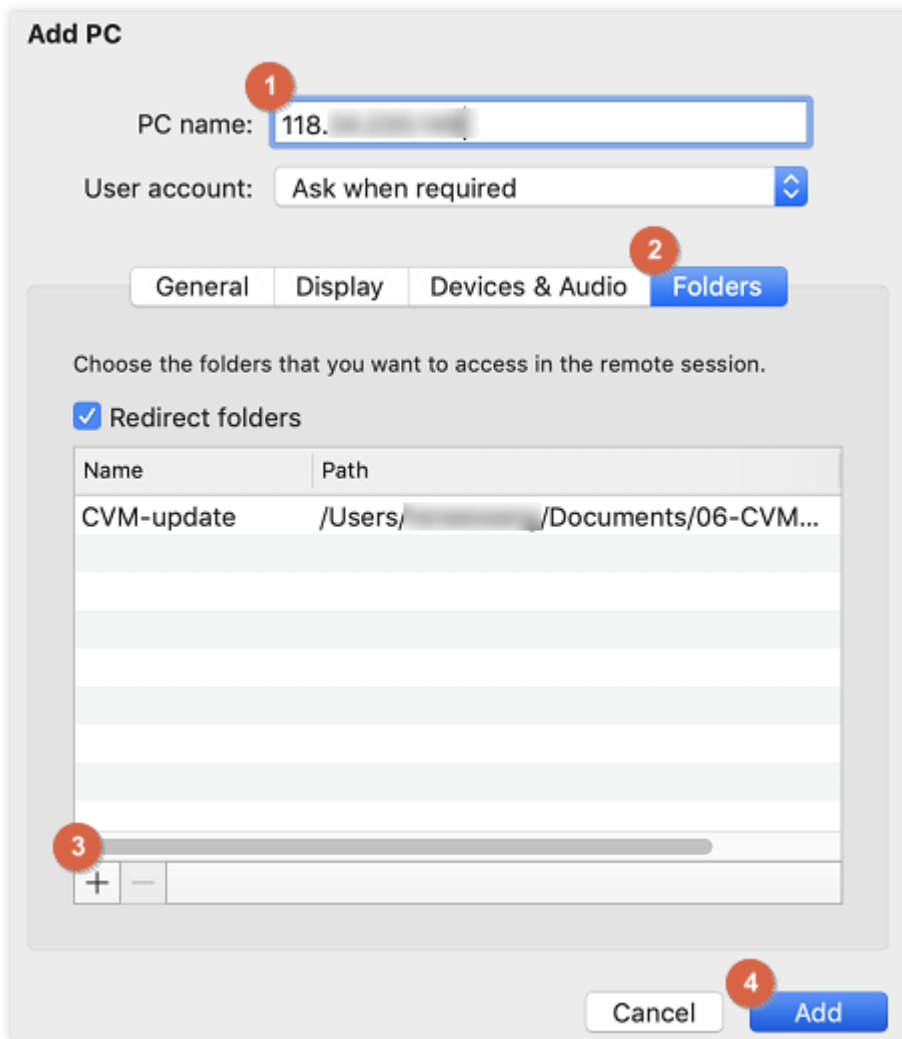 Add PC
1
PC name: 118.
User account: Ask when required
2
General Display Devices & Audio Folders
Choose the folders that you want to access in the remote session.
Redirect folders
Name Path
CVM-update /Users/ /Documents/06-CVM...
3
+ −
4
Cancel Add